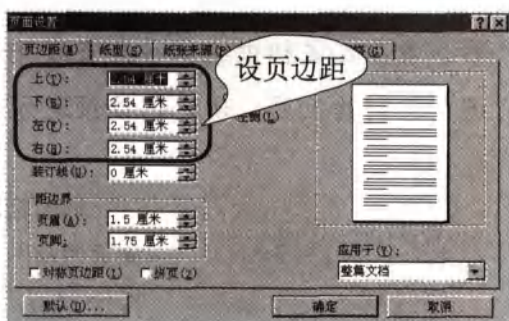 页面设置
页边距(M) 纸型(S) 纸张来源(P) (C)
设页边距
上(T):
下(B): 2.54 厘米
左(F): 2.54 厘米
右(H): 2.54 厘米
装订线(U): 0 厘米
左侧(L)
距边界
页眉(A): 1.5 厘米
页脚: 1.75 厘米
应用于(Y):
整篇文档
对称页边距(I) 拼页(2)
默认(D)... 确定 取消